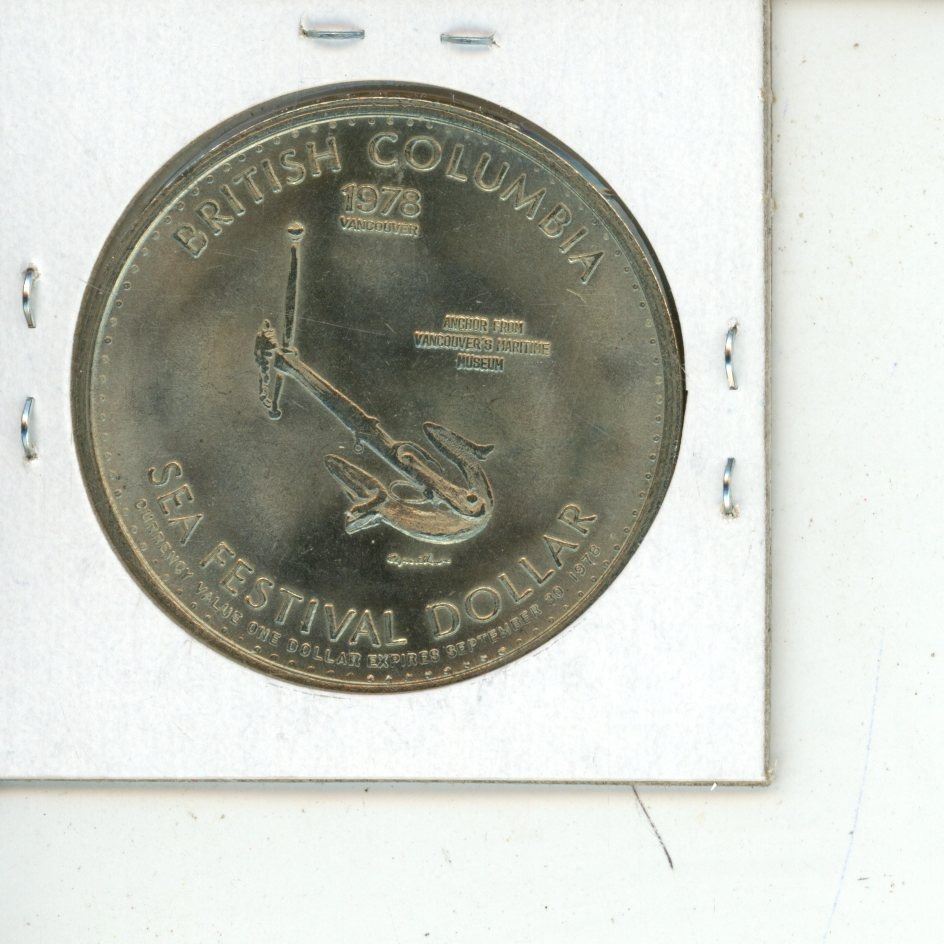 BRITISH COLUMBIA
1978
VANCOUVER
ANCHOR FROM
VANCOUVER'S MARITIME
MUSEUM
SEA FESTIVAL DOLLAR
CURRENCY VALUE ONE DOLLAR EXPIRES SEPTEMBER 30 1978